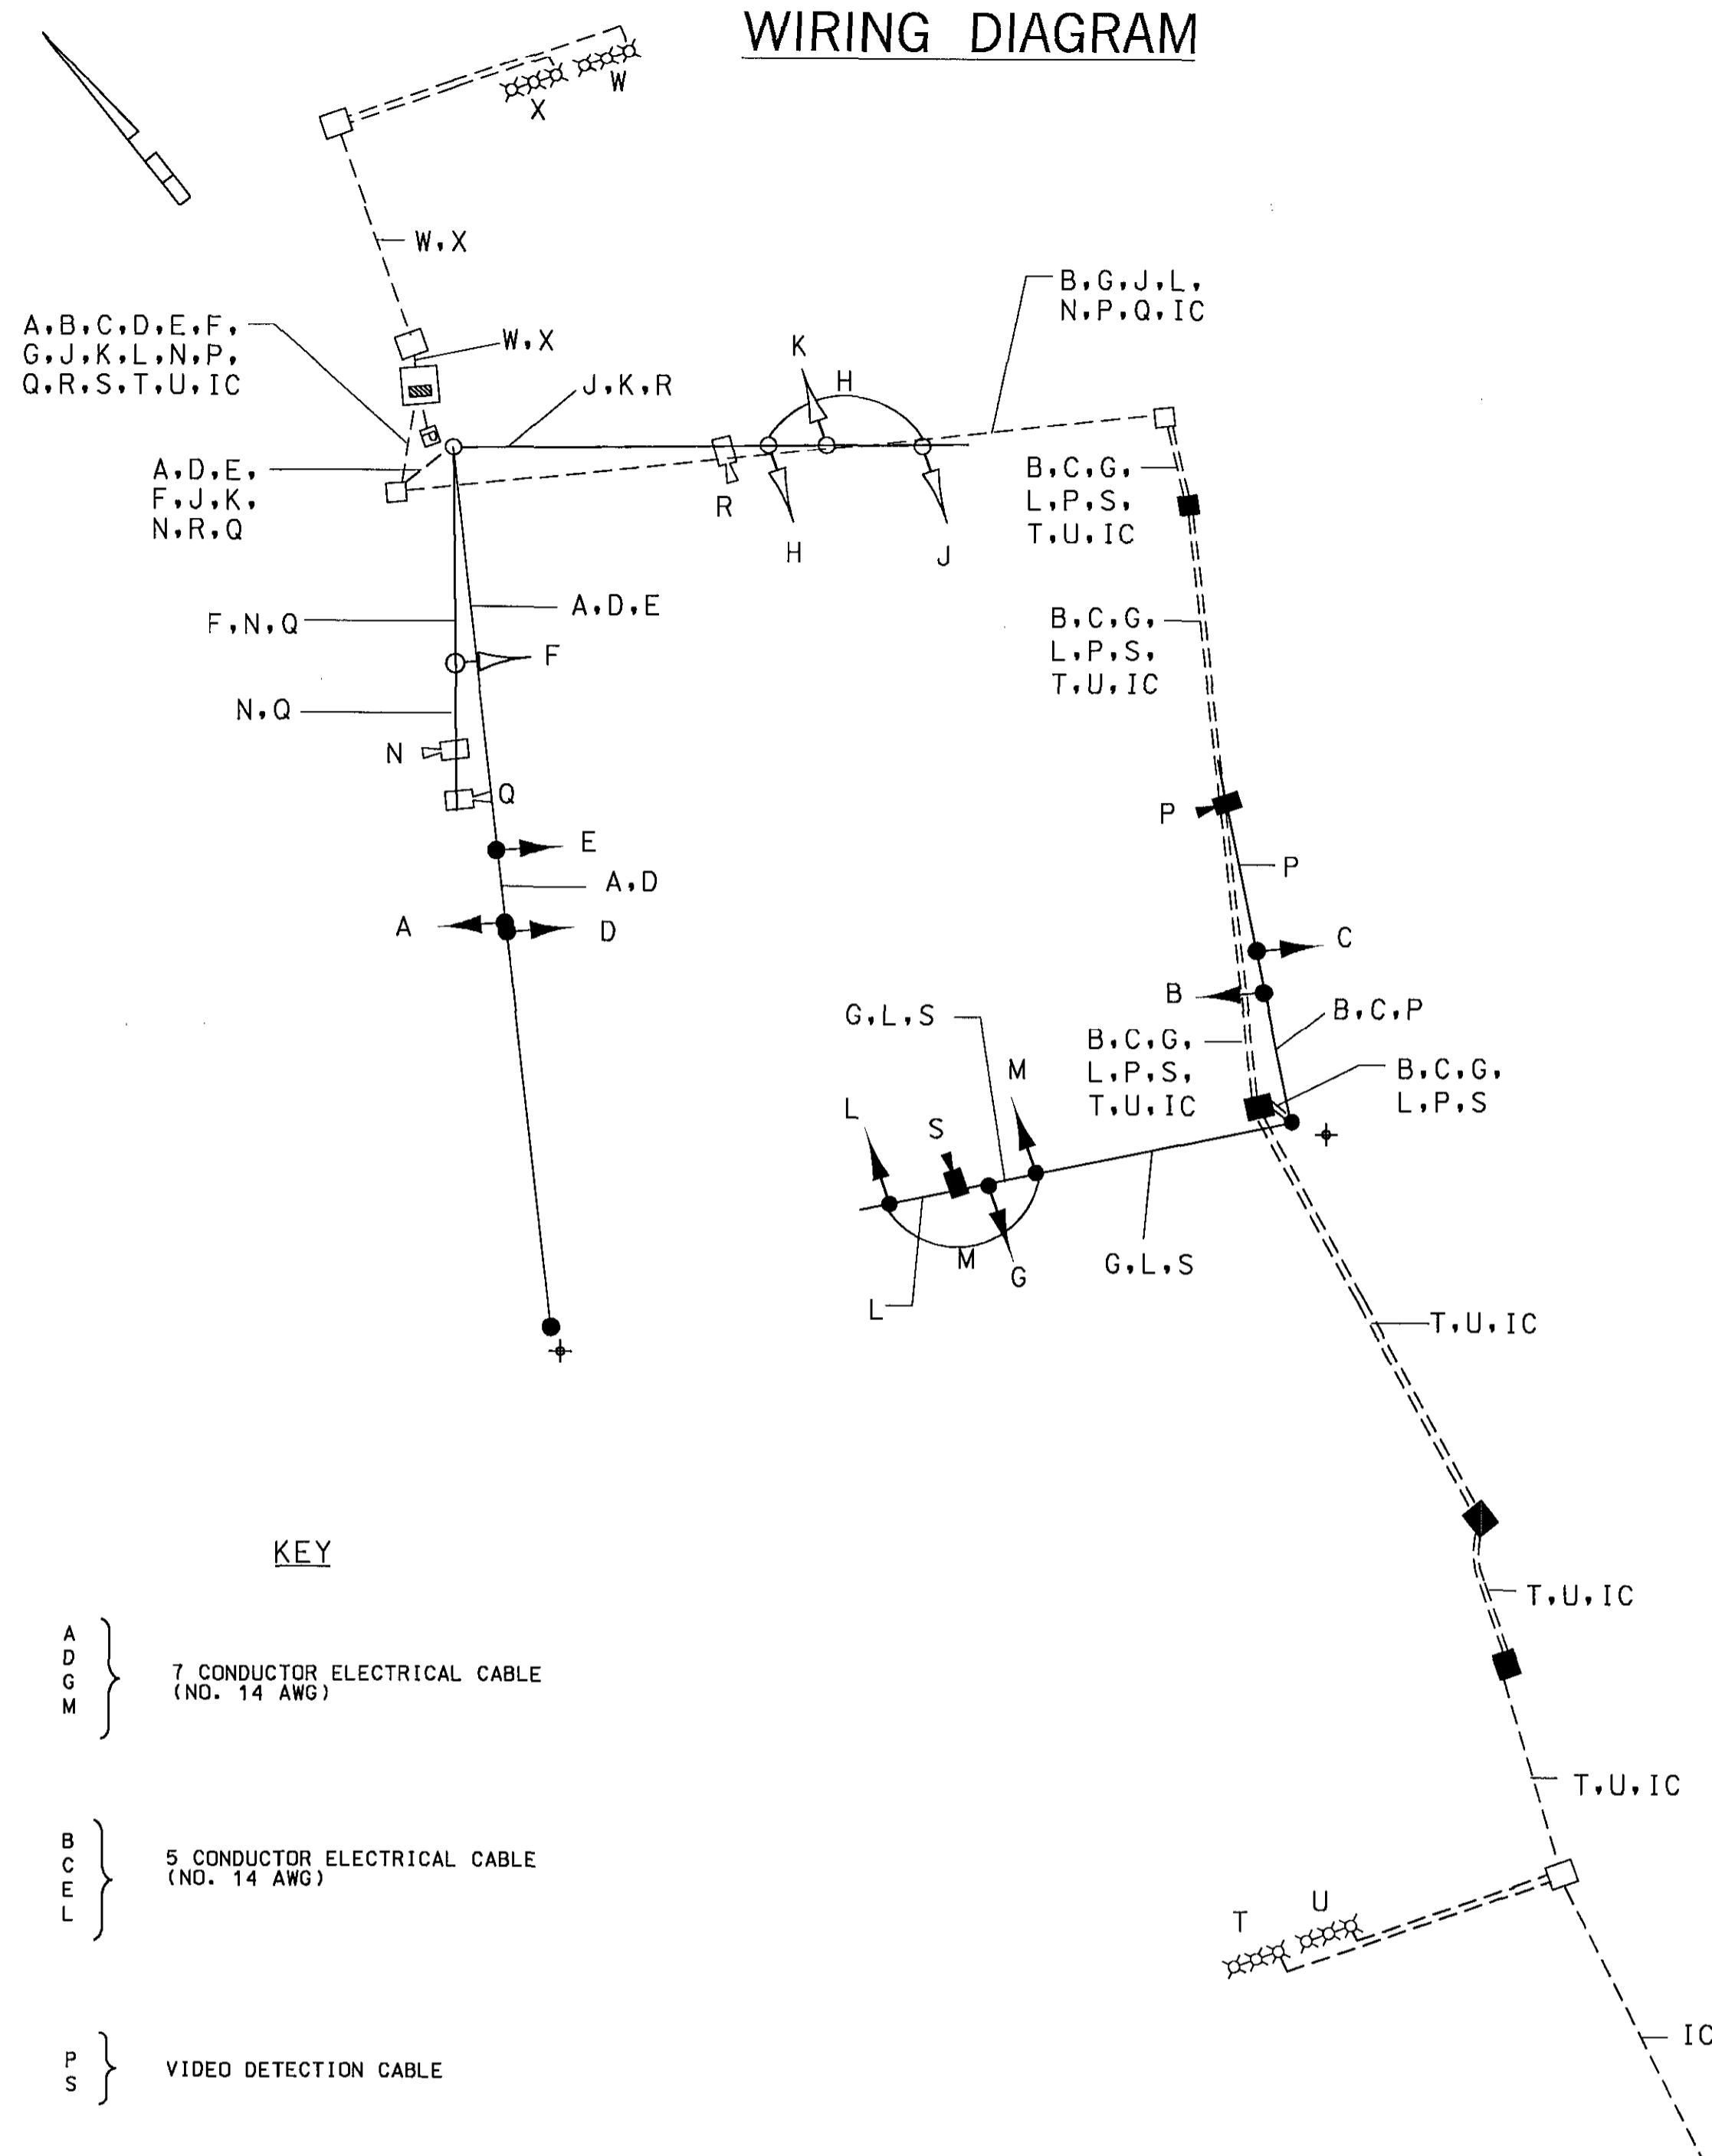 WIRING DIAGRAM
W
X
W,X
B,G,J,L,
N,P,Q,IC
A,B,C,D,E,F,
G,J,K,L,N,P,
Q,R,S,T,U,IC
W,X
K
H
J,K,R
A,D,E,
F,J,K,
N,R,Q
R
H
J
B,C,G,
L,P,S,
T,U,IC
A,D,E
F,N,Q
F
B,C,G,
L,P,S,
T,U,IC
N,Q
N
Q
P
E
P
A,D
A
D
C
B
B,C,P
G,L,S
B,C,G,
L,P,S,
T,U,IC
M
B,C,G,
L,P,S
L
S
M
G
G,L,S
L
T,U,IC
KEY
T,U,IC
A
D
G
M
7 CONDUCTOR ELECTRICAL CABLE
(NO. 14 AWG)
T,U,IC
B
C
E
L
5 CONDUCTOR ELECTRICAL CABLE
(NO. 14 AWG)
T
U
IC
P
S
VIDEO DETECTION CABLE